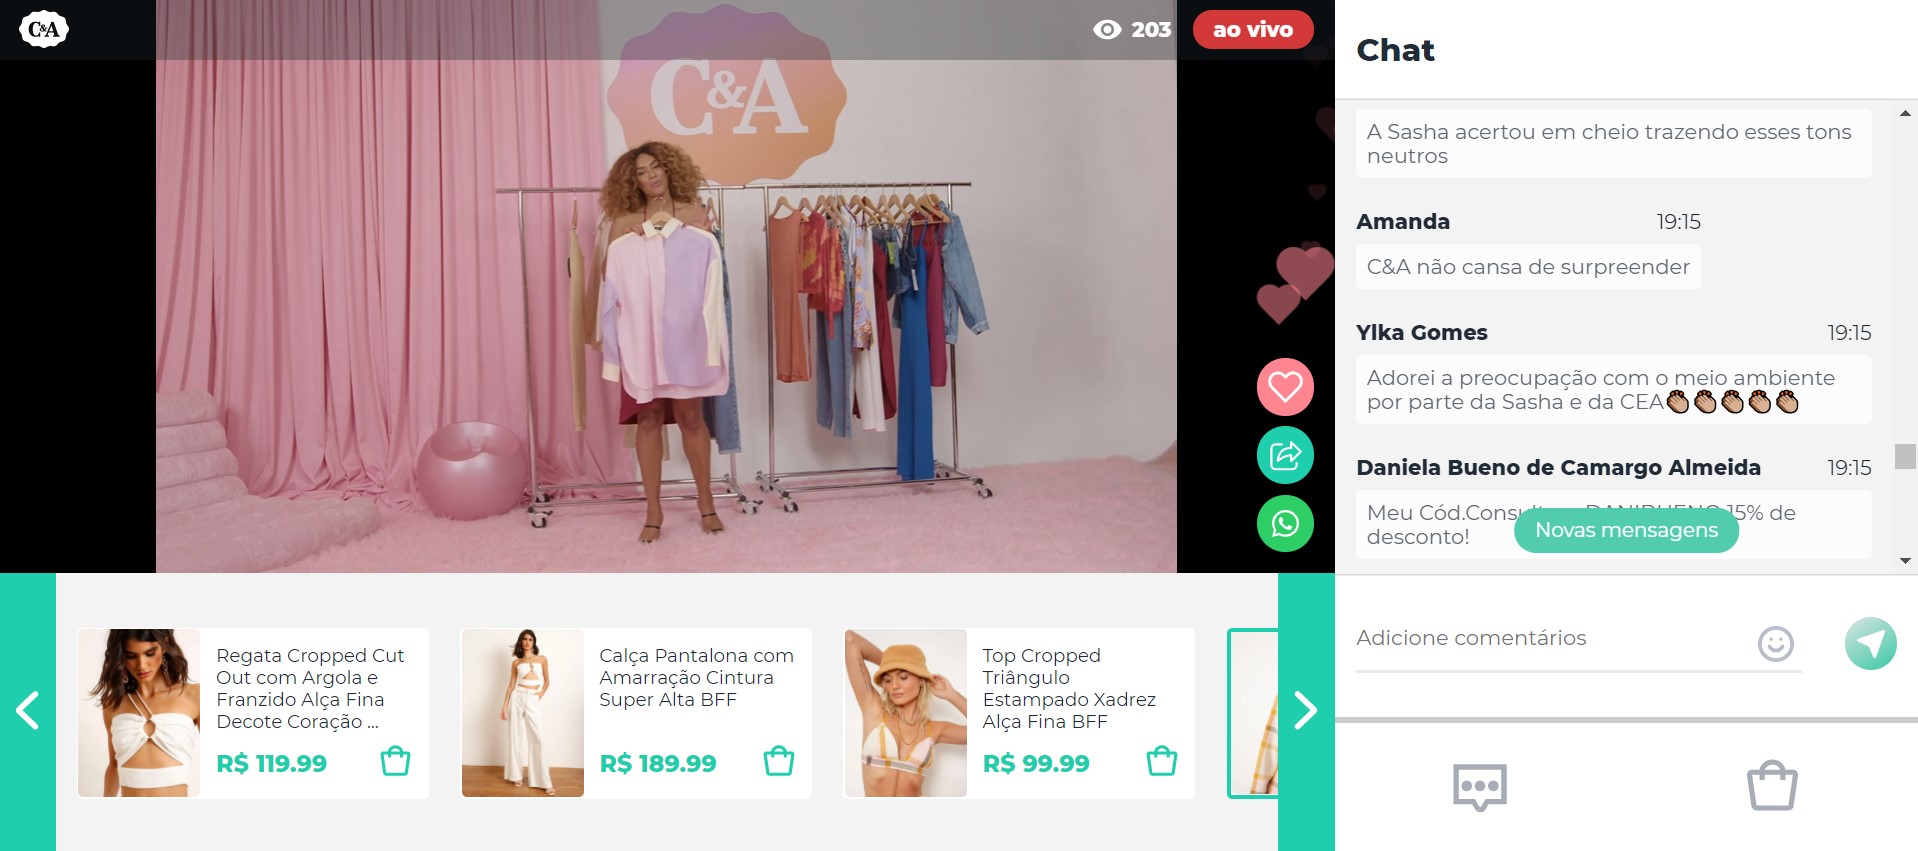 C&A
203
ao vivo
C&A
Chat
A Sasha acertou em cheio trazendo esses tons
neutros
Amanda 19:15
C&A não cansa de surpreender
Ylka Gomes 19:15
Adorei a preocupação com o meio ambiente
por parte da Sasha e da CEA👏🏼👏🏼👏🏼👏🏼👏🏼
Daniela Bueno de Camargo Almeida 19:15
Meu 15% de
desconto!
Novas mensagens
Adicione comentários
Regata Cropped Cut
Out com Argola e
Franzido Alça Fina
Decote Coração ...
R$ 119.99
Calça Pantalona com
Amarração Cintura
Super Alta BFF
R$ 189.99
Top Cropped
Triângulo
Estampado Xadrez
Alça Fina BFF
R$ 99.99